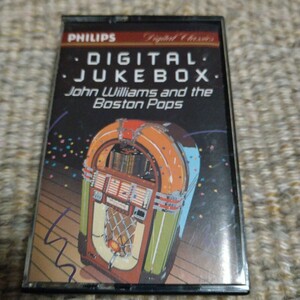 PHILIPS Digital Classics
· DIGITAL ·
JUKEBOX
John Williams and the
Boston Pops